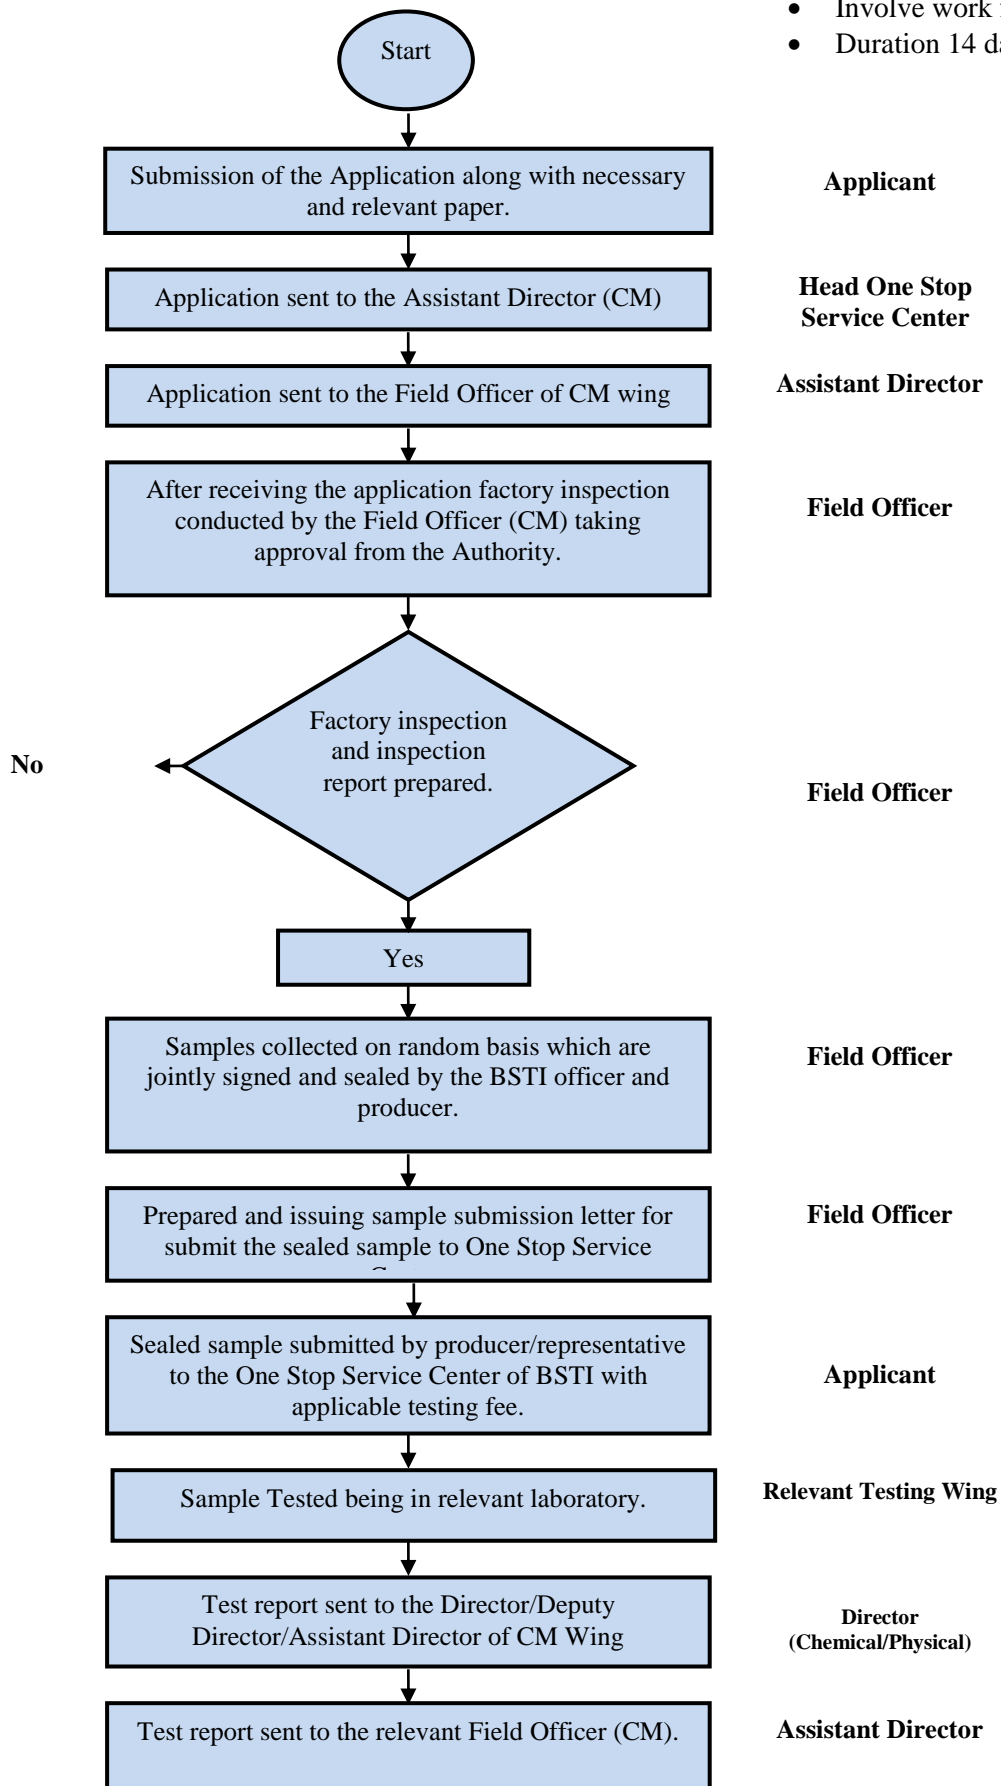 Involve work
Duration 14
Start
Submission of the Application along with necessary
and relevant paper.
Applicant
Application sent to the Assistant Director (CM)
Head One Stop
Service Center
Application sent to the Field Officer of CM wing
Assistant Director
After receiving the application factory inspection
conducted by the Field Officer (CM) taking
approval from the Authority.
Field Officer
Factory inspection
and inspection
report prepared.
No
Field Officer
Yes
Samples collected on random basis which are
jointly signed and sealed by the BSTI officer and
producer.
Field Officer
Prepared and issuing sample submission letter for
submit the sealed sample to One Stop Service
Field Officer
Sealed sample submitted by producer/representative
to the One Stop Service Center of BSTI with
applicable testing fee.
Applicant
Sample Tested being in relevant laboratory.
Relevant Testing Wing
Test report sent to the Director/Deputy
Director/Assistant Director of CM Wing
Director
(Chemical/Physical)
Test report sent to the relevant Field Officer (CM).
Assistant Director